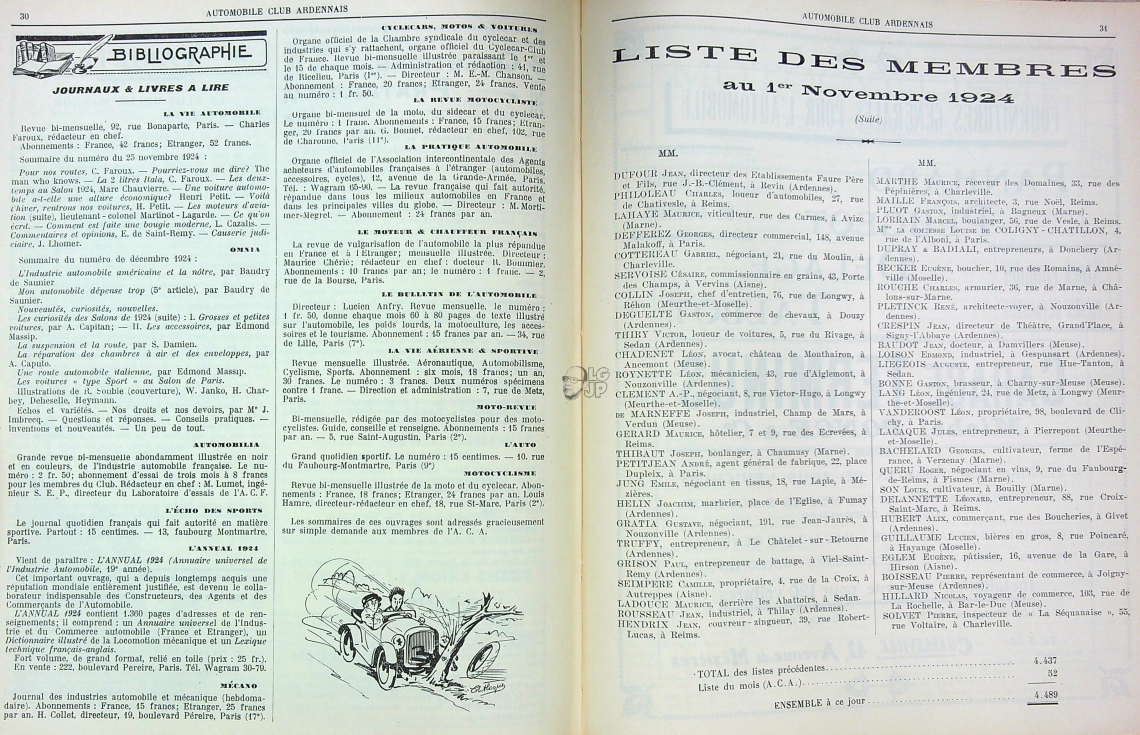 30
AUTOMOBILE CLUB ARDENNAIS
BIBLIOGRAPHIE
JOURNAUX & LIVRES A LIRE
LA VIE AUTOMOBILE
Revue bi-mensuelle, 92, rue Bonaparte, Paris. — Charles
Faroux, rédacteur en chef.
Abonnements : France, 42 francs; Etranger, 52 francs.
Sommaire du numéro du 25 novembre 1924 :
Pour nos routes, C. Faroux. — Pourriez-vous me dire? The
man who knows. — La 2 litres Itala, C. Faroux. — Les deux-
temps au Salon 1924, Marc Chauvierre. — Une voiture automo-
bile a-t-elle une allure économique? Henri Petit. — Voilà
l'hiver, rentrons nos voitures, H. Petit. — Les moteurs d'avia-
tion (suite), lieutenant-colonel Martinot-Lagarde. — Ce qu'on
écrit. — Comment est faite une bougie moderne, L. Cazalis. —
Commentaires et opinions, E. de Saint-Remy. — Causerie judi-
ciaire, J. Lhomer.
OMNIA
Sommaire du numéro de décembre 1924 :
L'Industrie automobile américaine et la nôtre, par Baudry
de Saunier
Mon automobile dépense trop (5e article), par Baudry de
Saunier.
Nouveautés, curiosités, nouvelles.
Les curiosités des Salons de 1924 (suite) : I. Grosses et petites
voitures, par A. Capitan; — II. Les accessoires, par Edmond
Massip.
La suspension et la route, par S. Damien.
La réparation des chambres à air et des enveloppes, par
A. Capulo.
Une route automobile italienne, par Edmond Massip.
Les voitures « type Sport » au Salon de Paris.
Illustrations de R. Soubie (couverture), W. Janko, H. Char-
bey, Deheselle, Heymann.
Echos et variétés. — Nos droits et nos devoirs, par Me J.
Imbrecq. — Questions et réponses. — Conseils pratiques. —
Inventions et nouveautés. — Un peu de tout.
AUTOMOBILIA
Grande revue bi-mensuelle abondamment illustrée en noir
et en couleurs, de l'industrie automobile française. Le nu-
méro : 2 fr. 50; abonnement d'essai de trois mois à 8 francs
pour les membres du Club. Rédacteur en chef : M. Lumet, ingé-
nieur S. E. P., directeur du Laboratoire d'essais de l'A. C. F.
L'ÉCHO DES SPORTS
Le journal quotidien français qui fait autorité en matière
sportive. Partout : 15 centimes. — 13, faubourg Montmartre,
Paris.
L'ANNUAL 1924
Vient de paraître : L'ANNUAL 1924 (Annuaire universel de
l'Industrie Automobile, 19e année).
Cet important ouvrage, qui a depuis longtemps acquis une
réputation mondiale entièrement justifiée, est devenu le colla-
borateur indispensable des Constructeurs, des Agents et des
Commerçants de l'Automobile.
L'ANNUAL 1924 contient 1.360 pages d'adresses et de ren-
seignements; il comprend : un Annuaire universel de l'Indus-
trie et du Commerce automobile (France et Etranger), un
Dictionnaire illustré de la Locomotion mécanique et un Lexique
technique français-anglais.
Fort volume, de grand format, relié en toile (prix : 25 fr.).
En vente : 222, boulevard Pereire, Paris. Tél. Wagram 30-79.
MÉCANO
Journal des industries automobile et mécanique (hebdoma-
daire). Abonnements : France, 15 francs; Etranger, 25 francs
par an. H. Collet, directeur, 19, boulevard Péreire, Paris (17e).
CYCLECARS, MOTOS & VOITURES
Organe officiel de la Chambre syndicale du cyclecar et des
industries qui s'y rattachent, organe officiel du Cyclecar-Club
de France. Revue bi-mensuelle illustrée paraissant le 1er et
le 15 de chaque mois. — Administration et rédaction : 41, rue
de Ricelieu, Paris (1er). — Directeur : M. E.-M. Chanson. —
Abonnement : France, 20 francs; Etranger, 24 francs. Vente
au numéro : 1 fr. 50.
LA REVUE MOTOCYCLISTE
Organe bi-mensuel de la moto, du sidecar et du cyclecar.
Le numéro : 1 franc. Abonnements : France, 15 francs; Etran-
ger, 20 francs par an. G. Bonnet, rédacteur en chef, 102, rue
de Charonne, Paris (11e).
LA PRATIQUE AUTOMOBILE
Organe officiel de l'Association intercontinentale des Agents
acheteurs d'automobiles français à l'étranger (automobiles,
accessoires, cycles), 12, avenue de la Grande-Armée, Paris.
Tél. : Wagram 65-90. — La revue française qui fait autorité,
répandue dans tous les milieux automobiles en France et
dans les principales villes du globe. — Directeur : M. Morti-
mer-Megret. — Abonnement : 24 francs par an.
LE MOTEUR & CHAUFFEUR FRANÇAIS
La revue de vulgarisation de l'automobile la plus répandue
en France et à l'Etranger; mensuelle illustrée. Directeur :
Maurice Chérié; rédacteur en chef : docteur R. Bommier.
Abonnements : 10 francs par an; le numéro : 1 franc. — 2,
rue de la Bourse, Paris.
LE BULLETIN DE L'AUTOMOBILE
Directeur : Lucien Anfry. Revue mensuelle, le numéro :
1 fr. 50, donne chaque mois 60 à 80 pages de texte illustré
sur l'automobile, les poids lourds, la motoculture, les acces-
soires et le tourisme. Abonnement : 15 francs par an. — 34, rue
de Lille, Paris (7e).
LA VIE AÉRIENNE & SPORTIVE
Revue mensuelle illustrée. Aéronautique, Automobilisme,
Cyclisme, Sports. Abonnement : six mois, 18 francs; un an,
30 francs. Le numéro : 3 francs. Deux numéros spécimens
contre 1 franc. — Direction et administration : 7, rue de Metz,
Paris.
MOTO-REVUE
Bi-mensuelle, rédigée par des motocyclistes pour des moto-
cyclistes. Guide, conseille et renseigne. Abonnements : 15 francs
par an. — 5, rue Saint-Augustin, Paris (2e).
L'AUTO
Grand quotidien sportif. Le numéro : 15 centimes. — 10, rue
du Faubourg-Montmartre, Paris (9e)
MOTOCYCLISME
Revue bi-mensuelle illustrée de la moto et du cyclecar. Abon-
nements : France, 18 francs; Etranger, 24 francs par an. Louis
Hamre, directeur-rédacteur en chef, 18, rue St-Marc, Paris (2e).
Les sommaires de ces ouvrages sont adressés gracieusement
sur simple demande aux membres de l'A. C. A.
AUTOMOBILE CLUB ARDENNAIS
31
LISTE DES MEMBRES
au 1er Novembre 1924
(Suite)
MM.
DUFOUR Jean, directeur des Etablissements Faure Père
et Fils, rue J.-B.-Clément, à Revin (Ardennes).
PHILOLEAU Charles, loueur d'automobiles, 27, rue
de Chativesle, à Reims.
LAHAYE Maurice, viticulteur, rue des Carmes, à Avize
(Marne).
DEFFEREZ Georges, directeur commercial, 148, avenue
Malakoff, à Paris.
COTTEREAU Gabriel, négociant, 21, rue du Moulin, à
Charleville.
SERVOISE Césaire, commissionnaire en grains, 43, Porte
des Champs, à Vervins (Aisne).
COLLIN Joseph, chef d'entretien, 76, rue de Longwy, à
Réhon (Meurthe-et-Moselle).
DEGUELTE Gaston, commerce de chevaux, à Douzy
(Ardennes).
THIRY Victor, loueur de voitures, 5, rue du Rivage, à
Sedan (Ardennes).
CHADENET Léon, avocat, château de Monthairon, à
Ancemont (Meuse).
ROYNETTE Léon, mécanicien, 43, rue d'Aiglemont, à
Nouzonville (Ardennes).
CLEMENT A.-P., négociant, 8, rue Victor-Hugo, à Longwy
(Meurthe-et-Moselle).
de MARNEFFE Joseph, industriel, Champ de Mars, à
Verdun (Meuse).
GERARD Maurice, hôtelier, 7 et 9, rue des Ecrevées, à
Reims.
THIBAUT Joseph, boulanger, à Chaumusy (Marne).
PETITJEAN André, agent général de fabrique, 22, place
Dupleix, à Paris.
JUNG Emile, négociant en tissus, 18, rue Lapie, à Mé-
zières.
HELIN Joachim, marbrier, place de l'Eglise, à Fumay
(Ardennes).
GRATIA Gustave, négociant, 191, rue Jean-Jaurès, à
Nouzonville (Ardennes).
TRUFFY, entrepreneur, à Le Châtelet-sur-Retourne
(Ardennes).
GRISON Paul, entrepreneur de battage, à Viel-Saint-
Remy (Ardennes).
SEIMPERE Camille, propriétaire, 4, rue de la Croix, à
Autreppes (Aisne).
LADOUCE Maurice, derrière les Abattoirs, à Sedan.
ROUSSEAU Jean, industriel, à Thilay (Ardennes).
HENDRIX Jean, couvreur-zingueur, 39, rue Robert-
Lucas, à Reims.
MM.
MARTHE Maurice, receveur des Domaines, 33, rue des
Pépinières, à Charleville.
MAILLE François, architecte, 3, rue Noël, Reims.
PLUOT Gaston, industriel, à Bagneux (Marne).
LORRAIN Marcel, boulanger, 56, rue de Vesle, à Reims.
Mme la comtesse Louise de COLIGNY-CHATILLON, 4,
rue de l'Alboni, à Paris.
DUPRAY & BADIALI, entrepreneurs, à Donchery (Ar-
dennes).
BECKER Eugène, boucher, 10, rue des Romains, à Amné-
ville (Moselle).
ROUCHE Charles, armurier, 36, rue de Marne, à Châ-
lons-sur-Marne.
PLETINCK René, architecte-voyer, à Nouzonville (Ar-
dennes).
CRESPIN Jean, directeur de Théâtre, Grand'Place, à
Signy-l'Abbaye (Ardennes).
BAUDOT Jean, docteur, à Damvillers (Meuse).
LOISON Edmond, industriel, à Gespunsart (Ardennes).
LIEGEOIS Auguste, entrepreneur, rue Hue-Tanton, à
Sedan.
BONNE Gaston, brasseur, à Charny-sur-Meuse (Meuse).
LANG Léon, ingénieur, 24, rue de Metz, à Longwy (Meur-
the-et-Moselle).
VANDEROOST Léon, propriétaire, 98, boulevard de Cli-
chy, à Paris.
LACAQUE Jules, entrepreneur, à Pierrepont (Meurthe-
et-Moselle).
BACHELARD Georges, cultivateur, ferme de l'Espé-
rance, à Verzenay (Marne).
QUERU Roger, négociant en vins, 9, rue du Faubourg-
de-Reims, à Fismes (Marne).
SON Louis, cultivateur, à Bouilly (Marne).
DELANNETTE Léonard, entrepreneur, 88, rue Croix-
Saint-Marc, à Reims.
HUBERT Alix, commerçant, rue des Boucheries, à Givet
(Ardennes).
GUILLAUME Lucien, bières en gros, 8, rue Poincaré,
à Hayange (Moselle).
EGLEM Eugène, pâtissier, 16, avenue de la Gare, à
Hirson (Aisne).
BOISSEAU Pierre, représentant de commerce, à Joigny-
sur-Meuse (Ardennes).
HILLARD Nicolas, voyageur de commerce, 103, rue de
La Rochelle, à Bar-le-Duc (Meuse).
SOLVET Pierre, inspecteur de « La Séquanaise », 55,
rue Voltaire, à Charleville.
TOTAL des listes précédentes 4.437
Liste du mois (A.C.A.) 52
ENSEMBLE à ce jour 4.489
LG
JP